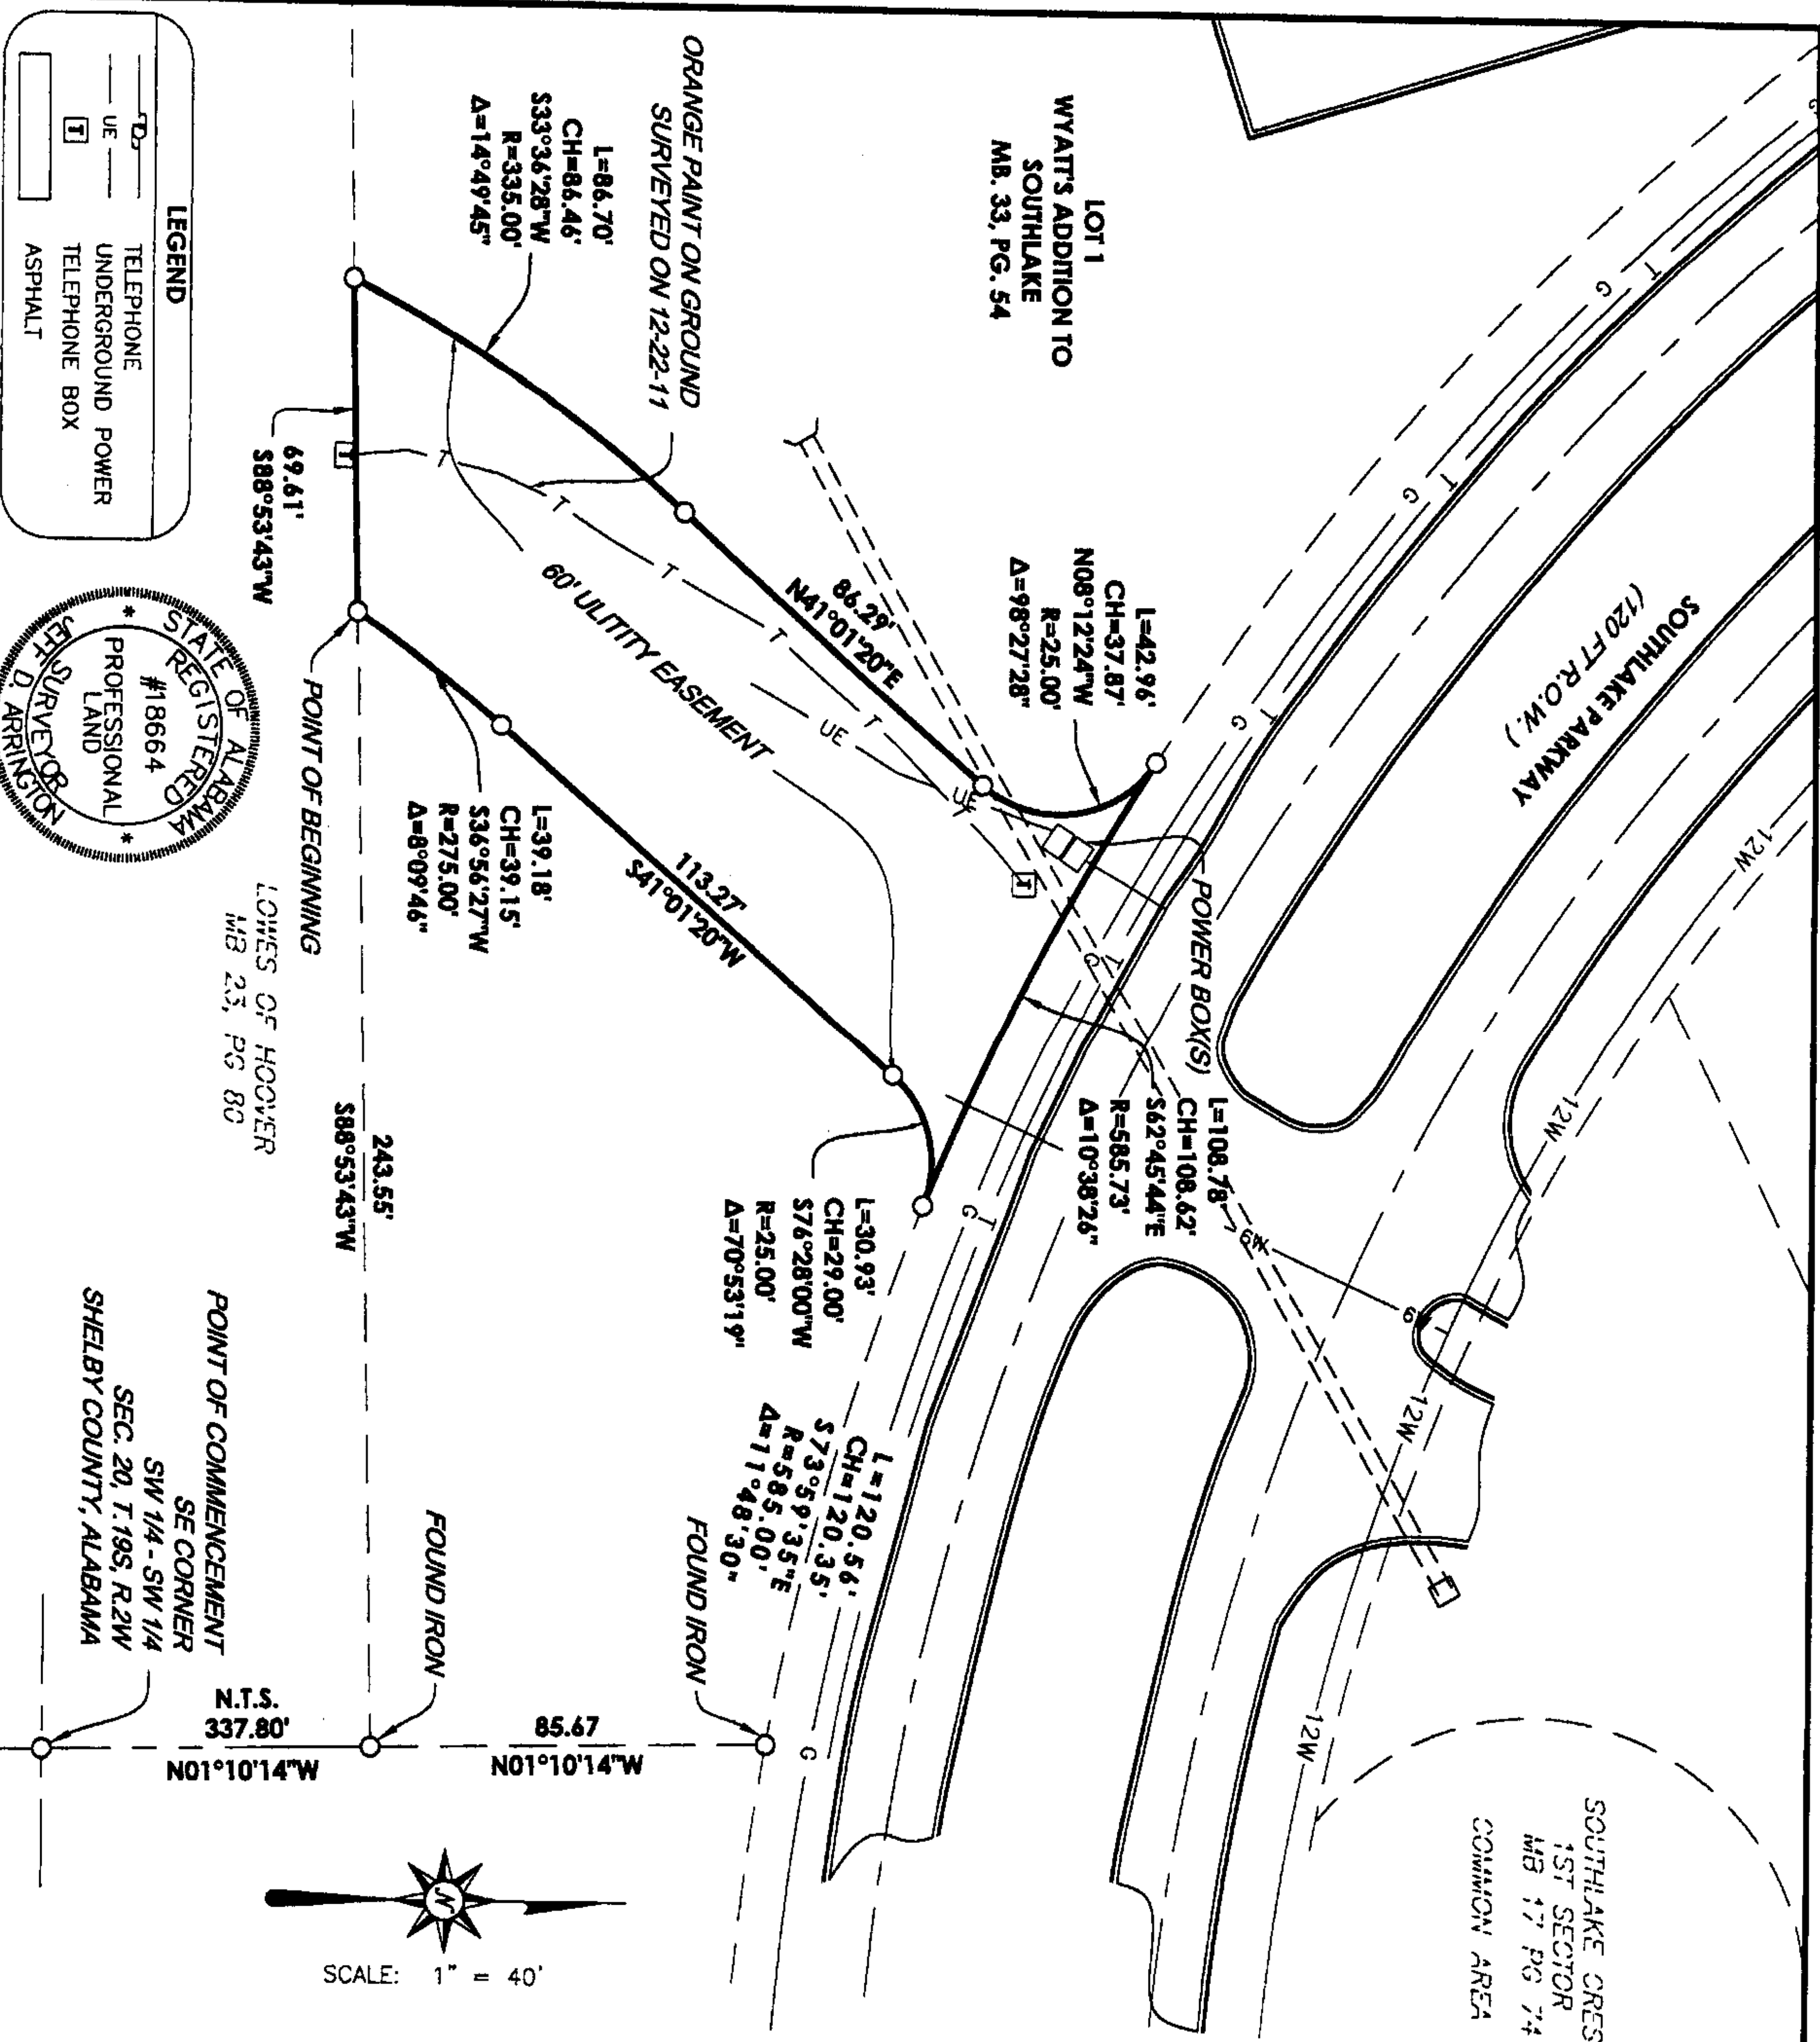 SOUTHLAKE CRES
1ST SECTOR
MB 17 PG 74
COMMON AREA
SOUTHLAKE PARKWAY
(120 FT R.O.W.)
12W
12W
12W
12W
12W
6W
6
T
G
T
G
T
G
T
G
T
G
G
G
LOT 1
WYATT'S ADDITION TO
SOUTHLAKE
MB. 33, PG. 54
L=42.96'
CH=37.87'
N08°12'24"W
R=25.00'
Δ=98°27'28"
POWER BOX(S)
L=108.78'
CH=108.62'
S62°45'44"E
R=585.73'
Δ=10°38'26"
ORANGE PAINT ON GROUND
SURVEYED ON 12-22-11
L=86.70'
CH=86.46'
S33°36'28"W
R=335.00'
Δ=14°49'45"
86.29'
N41°01'20"E
60' ULITITY EASEMENT
T
T
T
T
T
T
UE
UE
T
L=30.93'
CH=29.00'
S76°28'00"W
R=25.00'
Δ=70°53'19"
L=120.56'
CH=120.35'
S73°59'35"E
R=585.00'
Δ=11°48'30"
FOUND IRON
113.27'
S41°01'20"W
L=39.18'
CH=39.15'
S36°56'27"W
R=275.00'
Δ=8°09'46"
69.61'
S88°53'43"W
POINT OF BEGINNING
243.55'
S88°53'43"W
LOWES OF HOOVER
MB 23, PG 80
FOUND IRON
85.67
N01°10'14"W
N.T.S.
337.80'
N01°10'14"W
POINT OF COMMENCEMENT
SE CORNER
SW 1/4 - SW 1/4
SEC. 20, T.19S, R.2W
SHELBY COUNTY, ALABAMA
N
SCALE: 1" = 40'
LEGEND
TELEPHONE
UE
UNDERGROUND POWER
T
TELEPHONE BOX
ASPHALT
STATE OF ALABAMA
REGISTERED
#18664
PROFESSIONAL
LAND
SURVEYOR
JEFF D. ARRINGTON